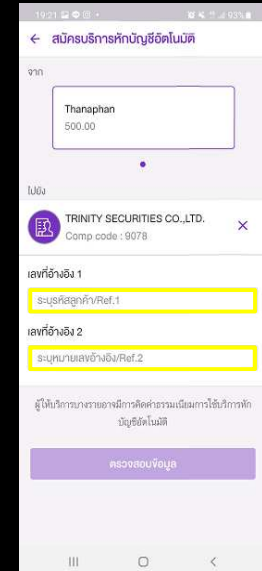 19:21
93%
สมัครบริการหักบัญชีอัตโนมัติ
จาก
Thanaphan
500.00
ไปยัง
TRINITY SECURITIES CO.,LTD.
Comp code : 9078
เลขที่อ้างอิง 1
ระบุรหัสลูกค้า/Ref.1
เลขที่อ้างอิง 2
ระบุหมายเลขอ้างอิง/Ref.2
ผู้ให้บริการบางรายอาจมีการคิดค่าธรรมเนียมการใช้บริการหัก
บัญชีอัตโนมัติ
ตรวจสอบข้อมูล